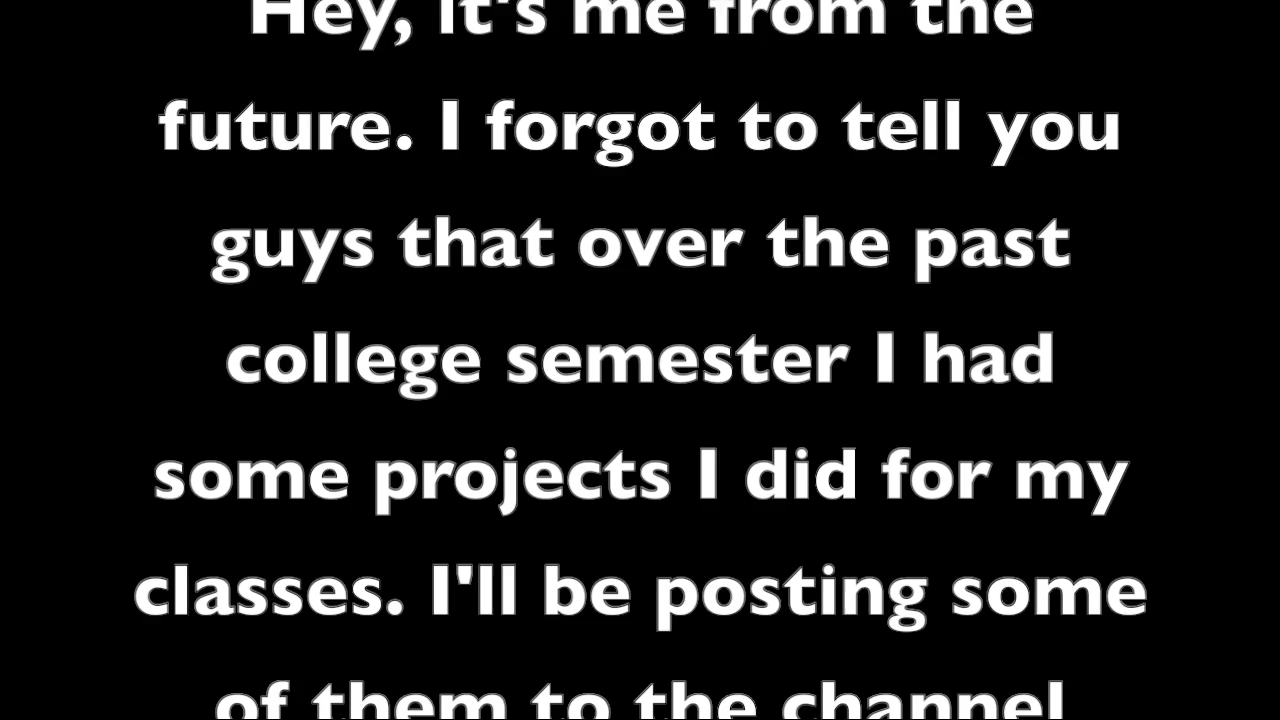 Hey, it's me from the
future. I forgot to tell you
guys that over the past
college semester I had
some projects I did for my
classes. I'll be posting some
of them to the channel